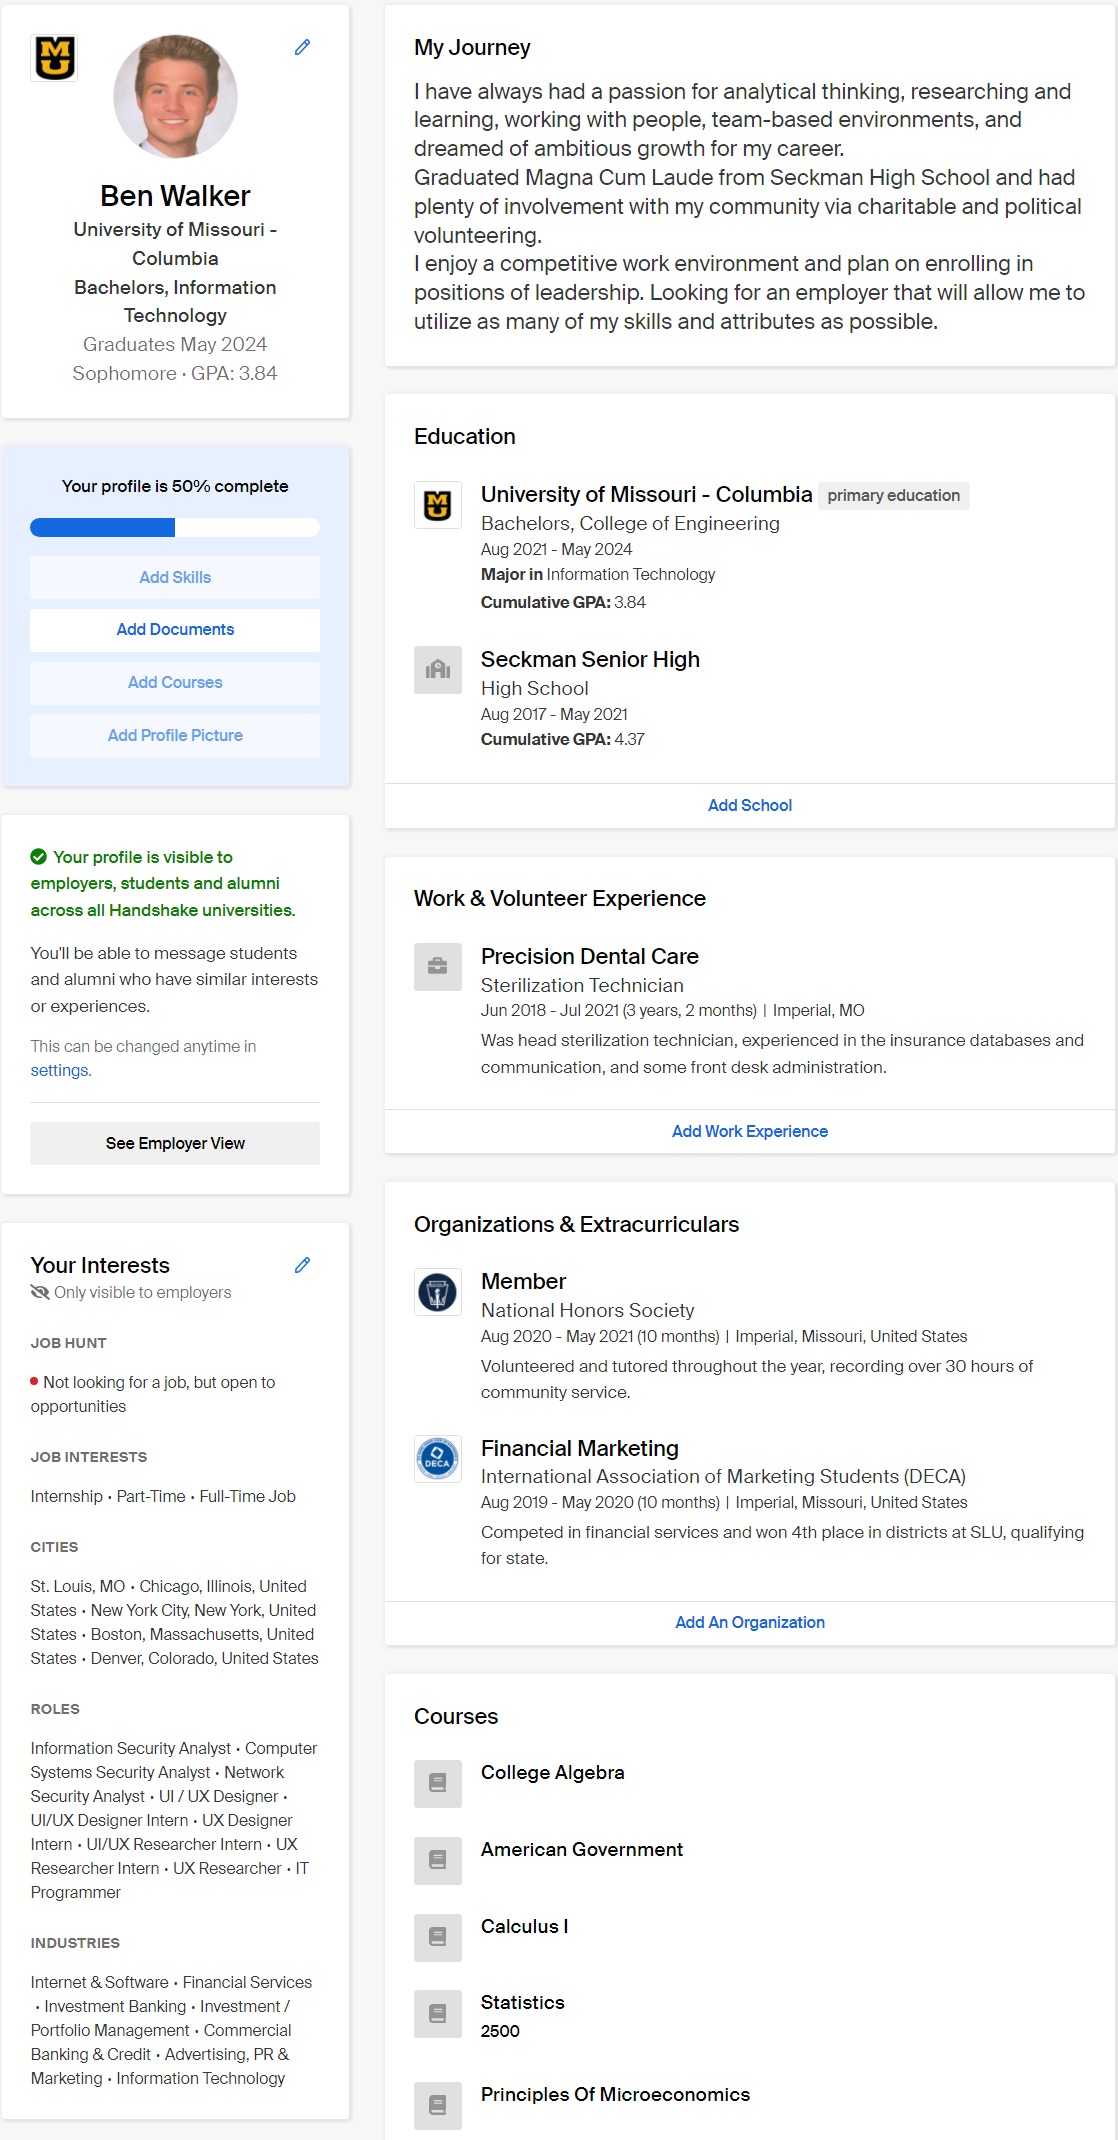 Ben Walker
University of Missouri -
Columbia
Bachelors, Information
Technology
Graduates May 2024
Sophomore · GPA: 3.84
Your profile is 50% complete
Add Skills
Add Documents
Add Courses
Add Profile Picture
Your profile is visible to
employers, students and alumni
across all Handshake universities.
You'll be able to message students
and alumni who have similar interests
or experiences.
This can be changed anytime in
settings.
See Employer View
Your Interests
Only visible to employers
JOB HUNT
Not looking for a job, but open to
opportunities
JOB INTERESTS
Internship • Part-Time • Full-Time Job
CITIES
St. Louis, MO • Chicago, Illinois, United
States • New York City, New York, United
States • Boston, Massachusetts, United
States • Denver, Colorado, United States
ROLES
Information Security Analyst • Computer
Systems Security Analyst • Network
Security Analyst • UI / UX Designer •
UI/UX Designer Intern • UX Designer
Intern • UI/UX Researcher Intern • UX
Researcher Intern • UX Researcher • IT
Programmer
INDUSTRIES
Internet & Software • Financial Services
• Investment Banking • Investment /
Portfolio Management • Commercial
Banking & Credit • Advertising, PR &
Marketing • Information Technology
My Journey
I have always had a passion for analytical thinking, researching and
learning, working with people, team-based environments, and
dreamed of ambitious growth for my career.
Graduated Magna Cum Laude from Seckman High School and had
plenty of involvement with my community via charitable and political
volunteering.
I enjoy a competitive work environment and plan on enrolling in
positions of leadership. Looking for an employer that will allow me to
utilize as many of my skills and attributes as possible.
Education
University of Missouri - Columbia primary education
Bachelors, College of Engineering
Aug 2021 - May 2024
Major in Information Technology
Cumulative GPA: 3.84
Seckman Senior High
High School
Aug 2017 - May 2021
Cumulative GPA: 4.37
Add School
Work & Volunteer Experience
Precision Dental Care
Sterilization Technician
Jun 2018 - Jul 2021 (3 years, 2 months) | Imperial, MO
Was head sterilization technician, experienced in the insurance databases and
communication, and some front desk administration.
Add Work Experience
Organizations & Extracurriculars
Member
National Honors Society
Aug 2020 - May 2021 (10 months) | Imperial, Missouri, United States
Volunteered and tutored throughout the year, recording over 30 hours of
community service.
DECA
Financial Marketing
International Association of Marketing Students (DECA)
Aug 2019 - May 2020 (10 months) | Imperial, Missouri, United States
Competed in financial services and won 4th place in districts at SLU, qualifying
for state.
Add An Organization
Courses
College Algebra
American Government
Calculus I
Statistics
2500
Principles Of Microeconomics